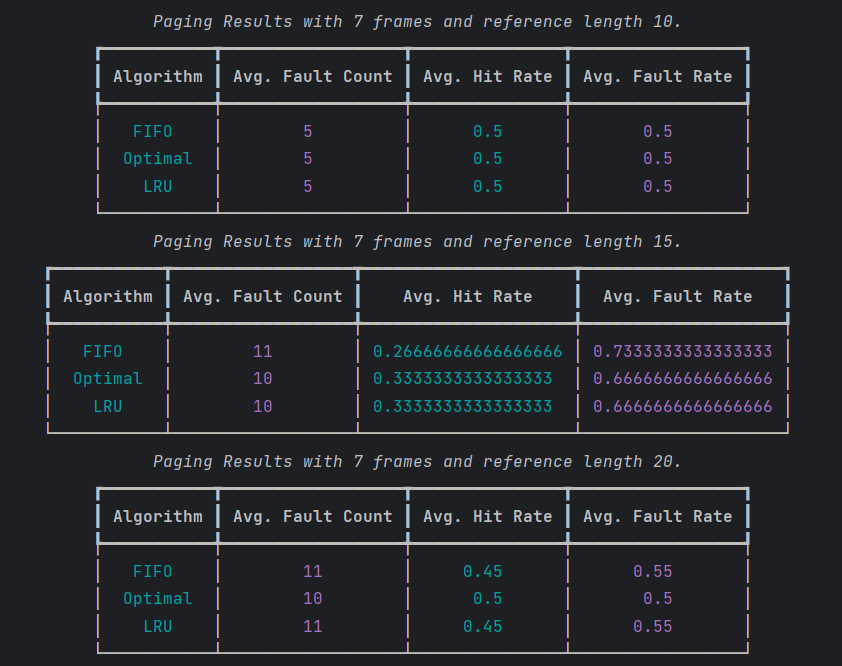 Paging Results with 7 frames and reference length 10.
Algorithm Avg. Fault Count Avg. Hit Rate Avg. Fault Rate
FIFO 5 0.5 0.5
Optimal 5 0.5 0.5
LRU 5 0.5 0.5
Paging Results with 7 frames and reference length 15.
Algorithm Avg. Fault Count Avg. Hit Rate Avg. Fault Rate
FIFO 11 0.26666666666666666 0.7333333333333333
Optimal 10 0.3333333333333333 0.6666666666666666
LRU 10 0.3333333333333333 0.6666666666666666
Paging Results with 7 frames and reference length 20.
Algorithm Avg. Fault Count Avg. Hit Rate Avg. Fault Rate
FIFO 11 0.45 0.55
Optimal 10 0.5 0.5
LRU 11 0.45 0.55